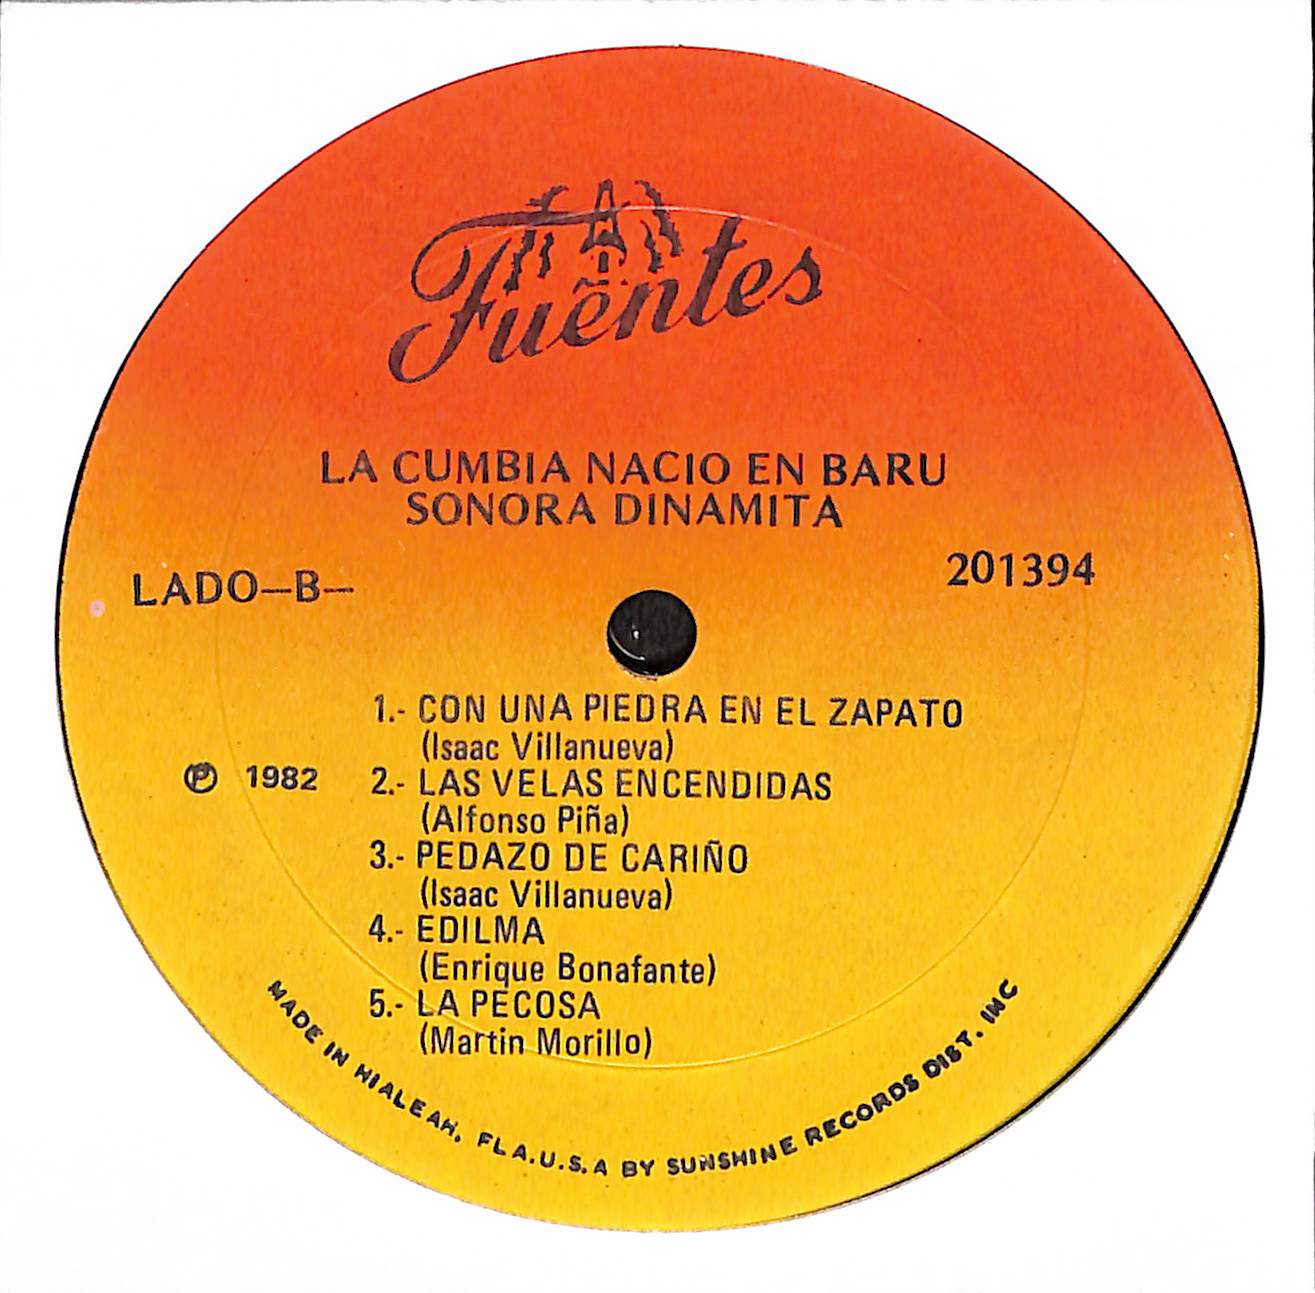 Fuentes
LA CUMBIA NACIO EN BARU
SONORA DINAMITA
LADO—B—
201394
1.- CON UNA PIEDRA EN EL ZAPATO
(Isaac Villanueva)
℗ 1982
2.- LAS VELAS ENCENDIDAS
(Alfonso Piña)
3.- PEDAZO DE CARIÑO
(Isaac Villanueva)
4.- EDILMA
(Enrique Bonafante)
5.- LA PECOSA
(Martin Morillo)
MADE IN HIALEAH, FLA.U.S.A BY SUNSHINE RECORDS DIST. INC